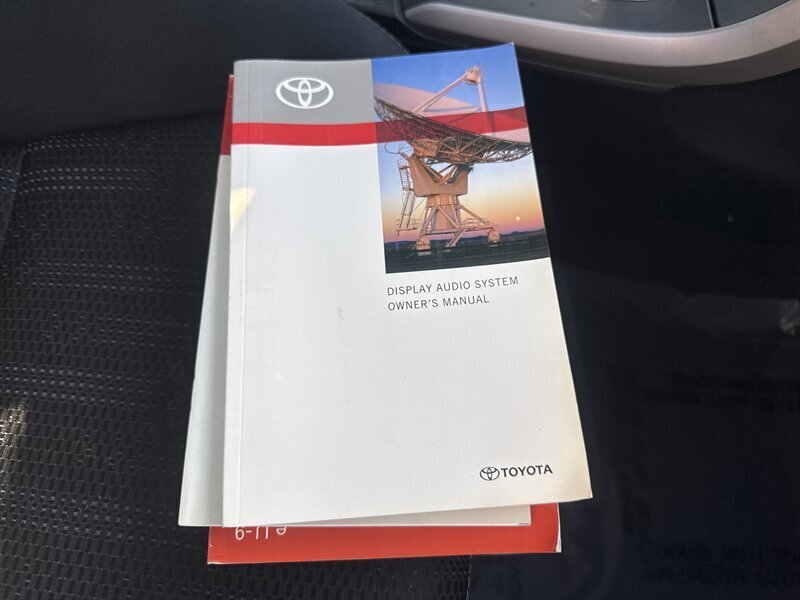 DISPLAY AUDIO SYSTEM
OWNER'S MANUAL
TOYOTA